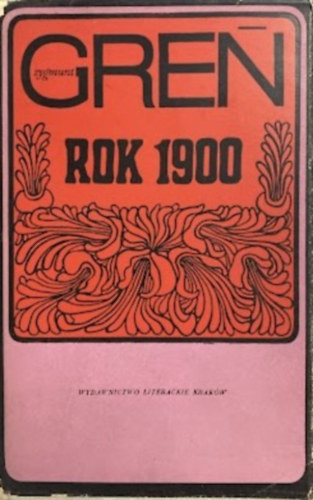 zygmunt
GREŃ
ROK 1900
WYDAWNICTWO LITERACKIE KRAKÓW